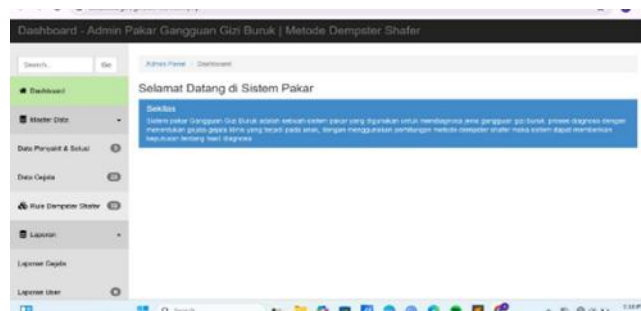 Dashboard - Admin Pakar Gangguan Gizi Buruk | Metode Dempster Shafer
Search..
Go
Admin Panel / Dashboard
Dashboard
Selamat Datang di Sistem Pakar
Sekilas
Sistem pakar Gangguan Gizi Buruk adalah sebuah sistem pakar yang digunakan untuk mendiagnosa jenis gangguan gizi buruk. proses diagnosa dengan
menentukan gejala-gejala klinis yang terjadi pada anak, dengan menggunakan perhitungan metode dempster shafer maka sistem dapat memberikan
keputusan tentang hasil diagnosa
Master Data
Data Penyakit & Solusi
Data Gejala
Rule Dempster Shafer
Laporan
Laporan Gejala
Laporan User